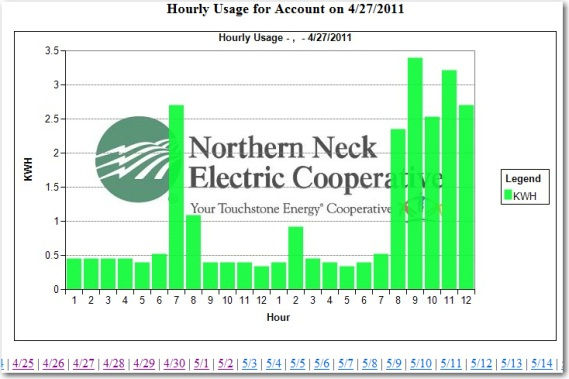 Hourly Usage for Account on 4/27/2011
Hourly Usage - , - 4/27/2011
3.5
3
2.5
2
1.5
1
0.5
0
KWH
Northern Neck
Electric Cooperative
Your Touchstone Energy® Cooperative
Legend
KWH
1 2 3 4 5 6 7 8 9 10 11 12 1 2 3 4 5 6 7 8 9 10 11 12
Hour
| 4/25 | 4/26 | 4/27 | 4/28 | 4/29 | 4/30 | 5/1 | 5/2 | 5/3 | 5/4 | 5/5 | 5/6 | 5/7 | 5/8 | 5/9 | 5/10 | 5/11 | 5/12 | 5/13 | 5/14 |